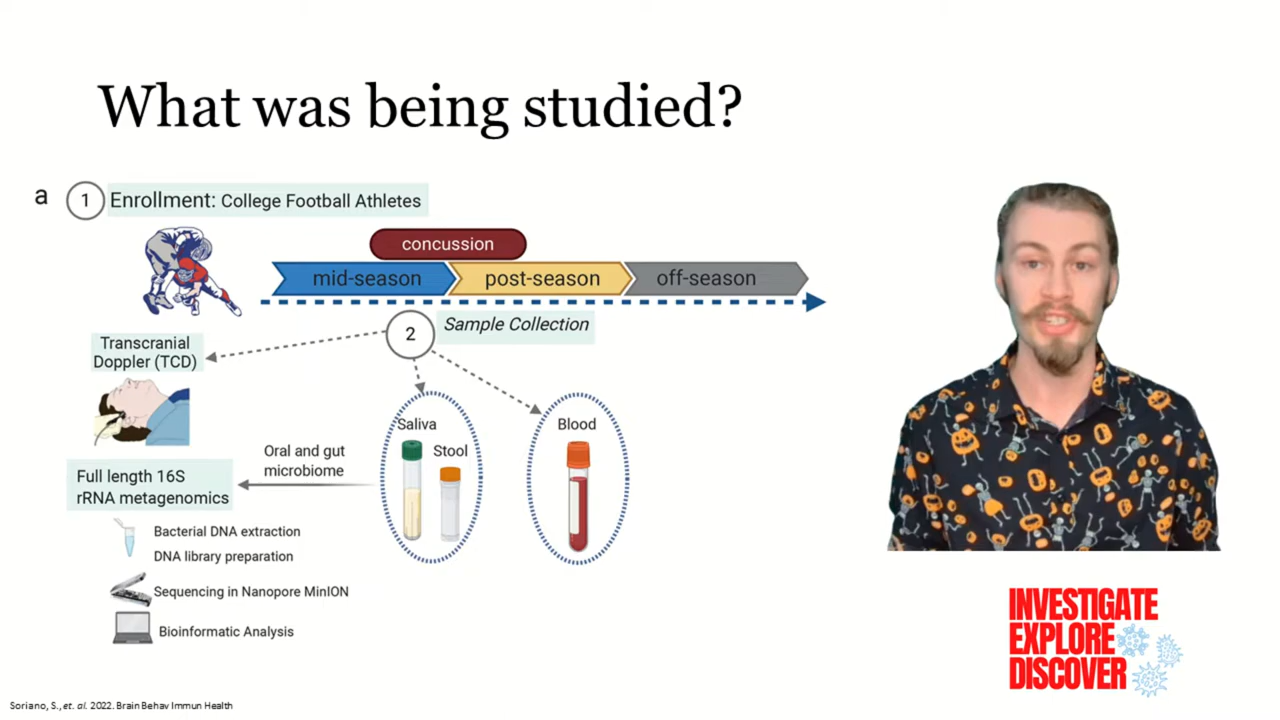 What was being studied?
a
1
Enrollment: College Football Athletes
concussion
mid-season
post-season
off-season
2
Sample Collection
Transcranial
Doppler (TCD)
Saliva
Stool
Blood
Oral and gut
microbiome
Full length 16S
rRNA metagenomics
Bacterial DNA extraction
DNA library preparation
Sequencing in Nanopore MinION
Bioinformatic Analysis
INVESTIGATE
EXPLORE
DISCOVER
Soriano, S., et. al. 2022. Brain Behav Immun Health